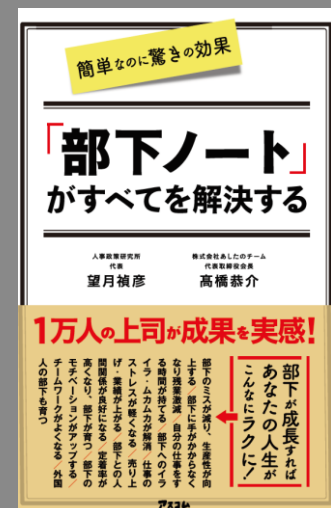 簡単なのに驚きの効果
「部下ノート」
がすべてを解決する
人事政策研究所
代表
望月禎彦
株式会社あしたのチーム
代表取締役会長
高橋恭介
1万人の上司が成果を実感!
部下が成長すれば
あなたの人生が
こんなにラクに!
部下のミスが減り、生産性が向
上する/部下に手がかからなく
なり残業激減/自分の仕事をす
る時間が持てる/部下へのイラ
イラ・ムカムカが解消/仕事の
ストレスが軽くなる/売り上
げ・業績が上がる/部下との人
間関係が良好になる/定着率が
高くなり、部下が育つ/部下の
モチベーションがアップする/
チームワークがよくなる/外国
人の部下も育つ
アスコム